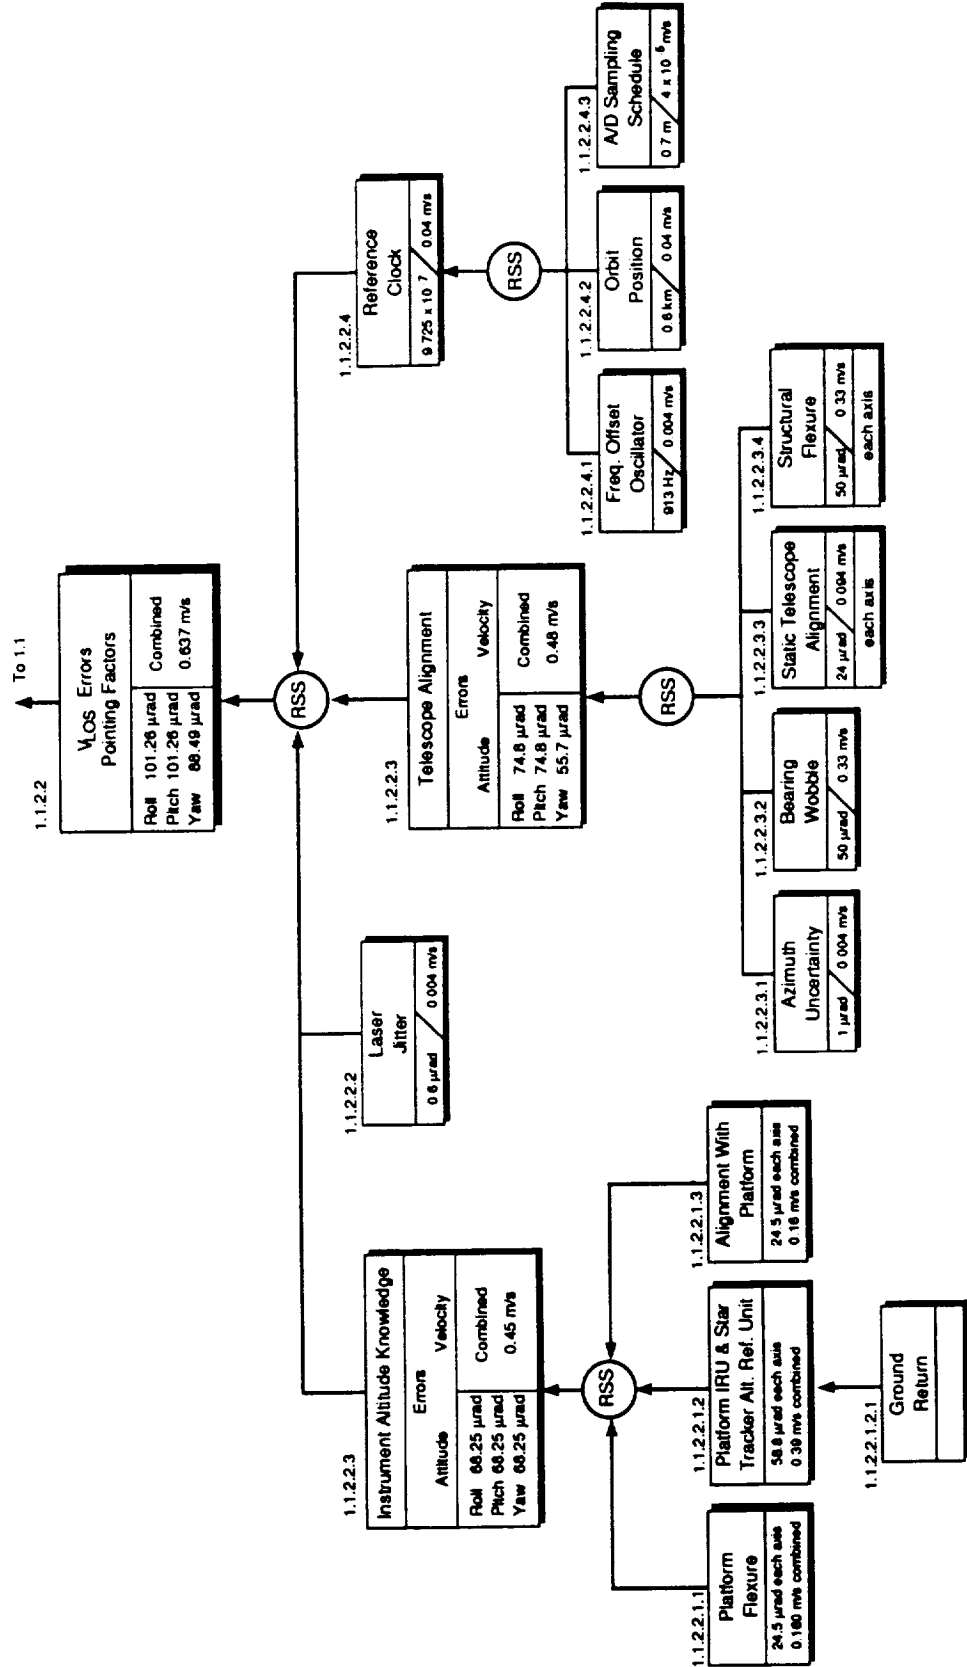 To 1.1
1.1.2.2
VLOS Errors
Pointing Factors
Roll 101.26 µrad
Pitch 101.26 µrad
Yaw 88.49 µrad
Combined
0.637 m/s
RSS
1.1.2.2.3
Instrument Altitude Knowledge
Errors
Attitude Velocity
Roll 68.25 µrad
Pitch 68.25 µrad
Yaw 68.25 µrad
Combined
0.45 m/s
1.1.2.2.2
Laser
Jitter
0 6 µrad 0.004 m/s
1.1.2.2.3
Telescope Alignment
Errors
Attitude Velocity
Roll 74.8 µrad
Pitch 74.8 µrad
Yaw 55.7 µrad
Combined
0.48 m/s
1.1.2.2.4
Reference
Clock
9 725 x 10 7 0.04 m/s
RSS
RSS
RSS
1.1.2.2.1.1
Platform
Flexure
24.5 µrad each axis
0.160 m/s combined
1.1.2.2.1.2
Platform IRU & Star
Tracker Alt. Ref. Unit
58.8 µrad each axis
0 39 m/s combined
1.1.2.2.1.3
Alignment With
Platform
24 5 µrad each axis
0.16 m/s combined
1.1.2.2.1.2.1
Ground
Return
1.1.2.2.3.1
Azimuth
Uncertainty
1 µrad 0 004 m/s
1.1.2.2.3.2
Bearing
Wobble
50 µrad 0.33 m/s
1.1.2.2.3.3
Static Telescope
Alignment
24 µrad 0 094 m/s
each axis
1.1.2.2.3.4
Structural
Flexure
50 µrad 0 33 m/s
each axis
1.1.2.2.4.1
Freq. Offset
Oscillator
913 Hz 0 004 m/s
1.1.2.2.4.2
Orbit
Position
0.6 km 0 04 m/s
1.1.2.2.4.3
A/D Sampling
Schedule
0 7 m 4 x 10 m/s